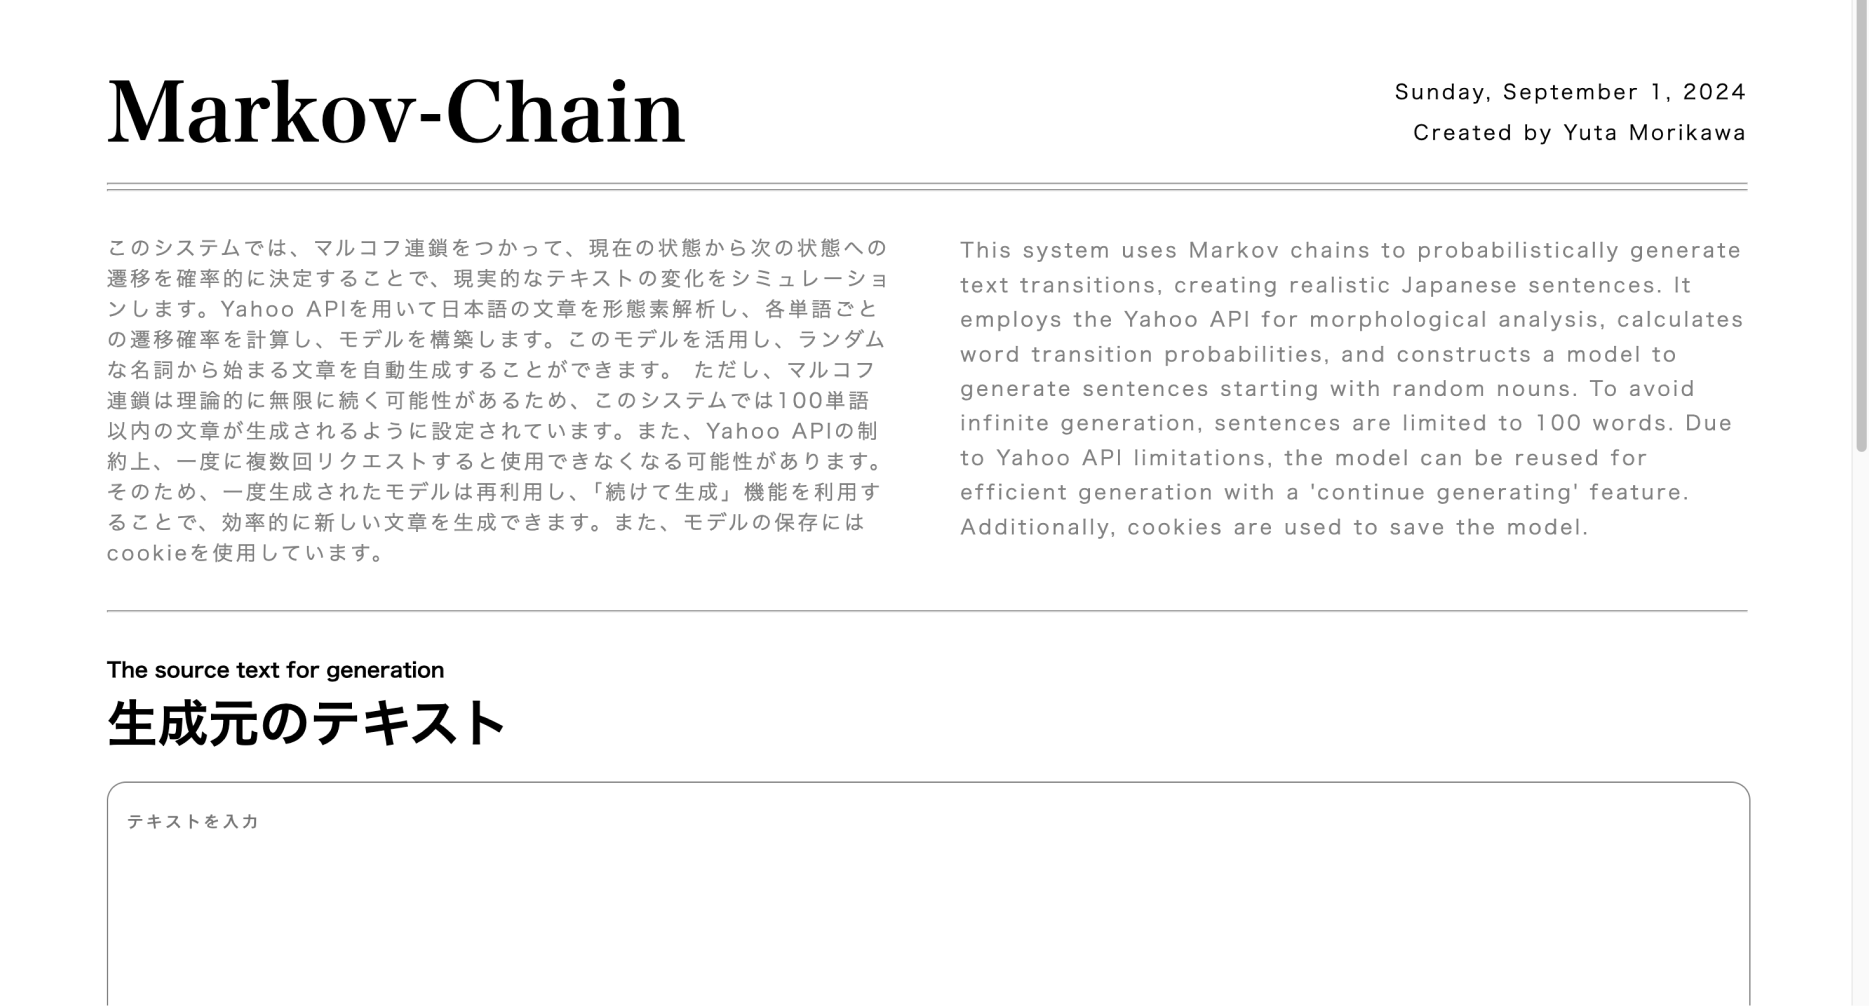 Markov-Chain
Sunday, September 1, 2024
Created by Yuta Morikawa
このシステムでは、マルコフ連鎖をつかって、現在の状態から次の状態への
遷移を確率的に決定することで、現実的なテキストの変化をシミュレーショ
ンします。Yahoo APIを用いて日本語の文章を形態素解析し、各単語ごと
の遷移確率を計算し、モデルを構築します。このモデルを活用し、ランダム
な名詞から始まる文章を自動生成することができます。 ただし、マルコフ
連鎖は理論的に無限に続く可能性があるため、このシステムでは100単語
以内の文章が生成されるように設定されています。また、Yahoo APIの制
約上、一度に複数回リクエストすると使用できなくなる可能性があります。
そのため、一度生成されたモデルは再利用し、「続けて生成」機能を利用す
ることで、効率的に新しい文章を生成できます。また、モデルの保存には
cookieを使用しています。
This system uses Markov chains to probabilistically generate
text transitions, creating realistic Japanese sentences. It
employs the Yahoo API for morphological analysis, calculates
word transition probabilities, and constructs a model to
generate sentences starting with random nouns. To avoid
infinite generation, sentences are limited to 100 words. Due
to Yahoo API limitations, the model can be reused for
efficient generation with a 'continue generating' feature.
Additionally, cookies are used to save the model.
The source text for generation
生成元のテキスト
テキストを入力